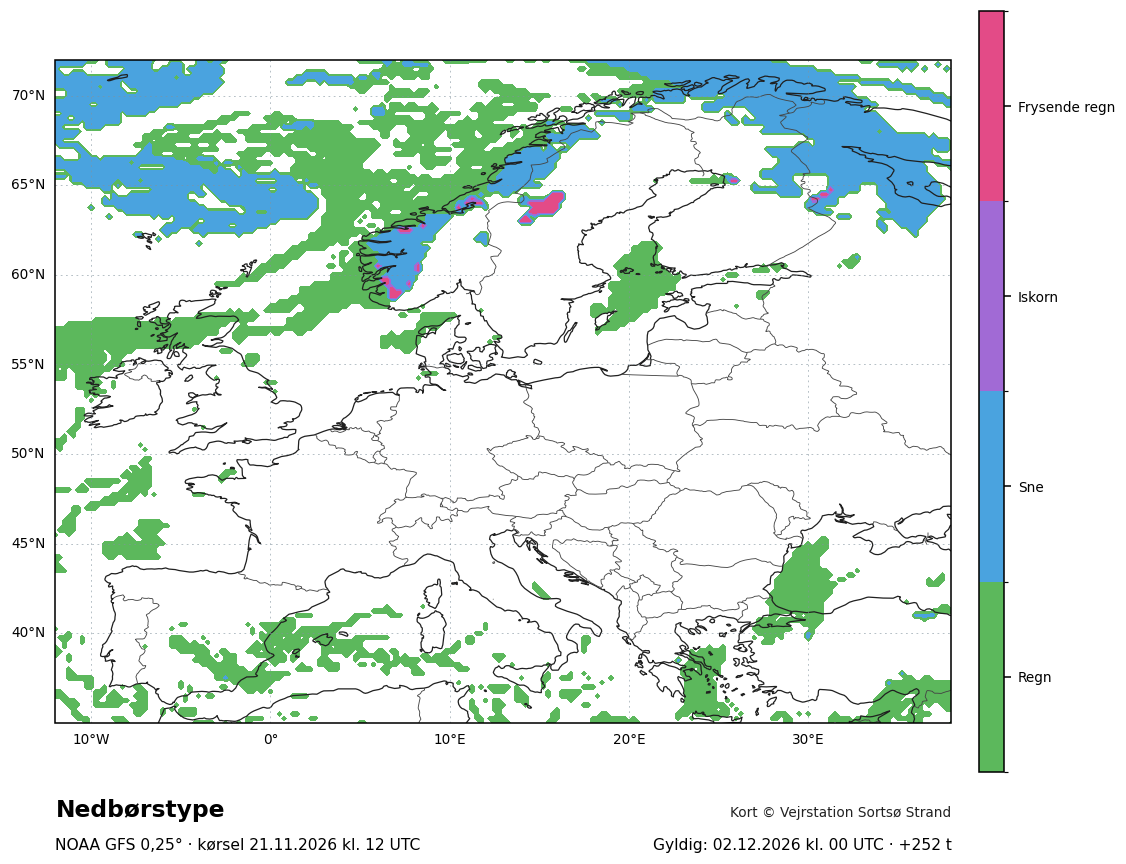 70°N
65°N
60°N
55°N
50°N
45°N
40°N
10°W
0°
10°E
20°E
30°E
Frysende regn
Iskorn
Sne
Regn
Nedbørstype
Kort © Vejrstation Sortsø Strand
NOAA GFS 0,25° · kørsel 21.11.2026 kl. 12 UTC
Gyldig: 02.12.2026 kl. 00 UTC · +252 t